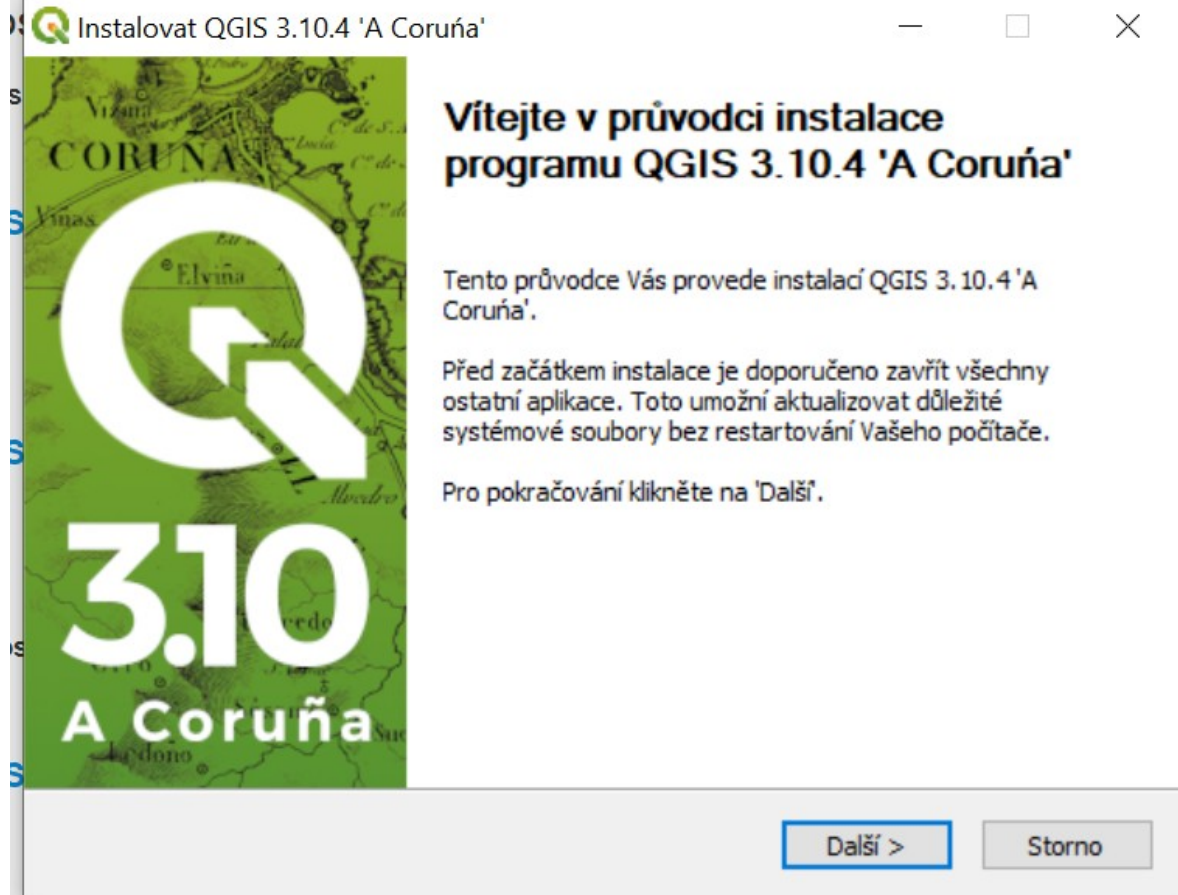 Instalovat QGIS 3.10.4 'A Coruńa'
Vítejte v průvodci instalace
programu QGIS 3.10.4 'A Coruńa'
Tento průvodce Vás provede instalací QGIS 3.10.4 'A
Coruńa'.
Před začátkem instalace je doporučeno zavřít všechny
ostatní aplikace. Toto umožní aktualizovat důležité
systémové soubory bez restartování Vašeho počítače.
Pro pokračování klikněte na 'Další'.
CORUÑA
Elviña
Alvedro
3.10
A Coruña
Další >
Storno